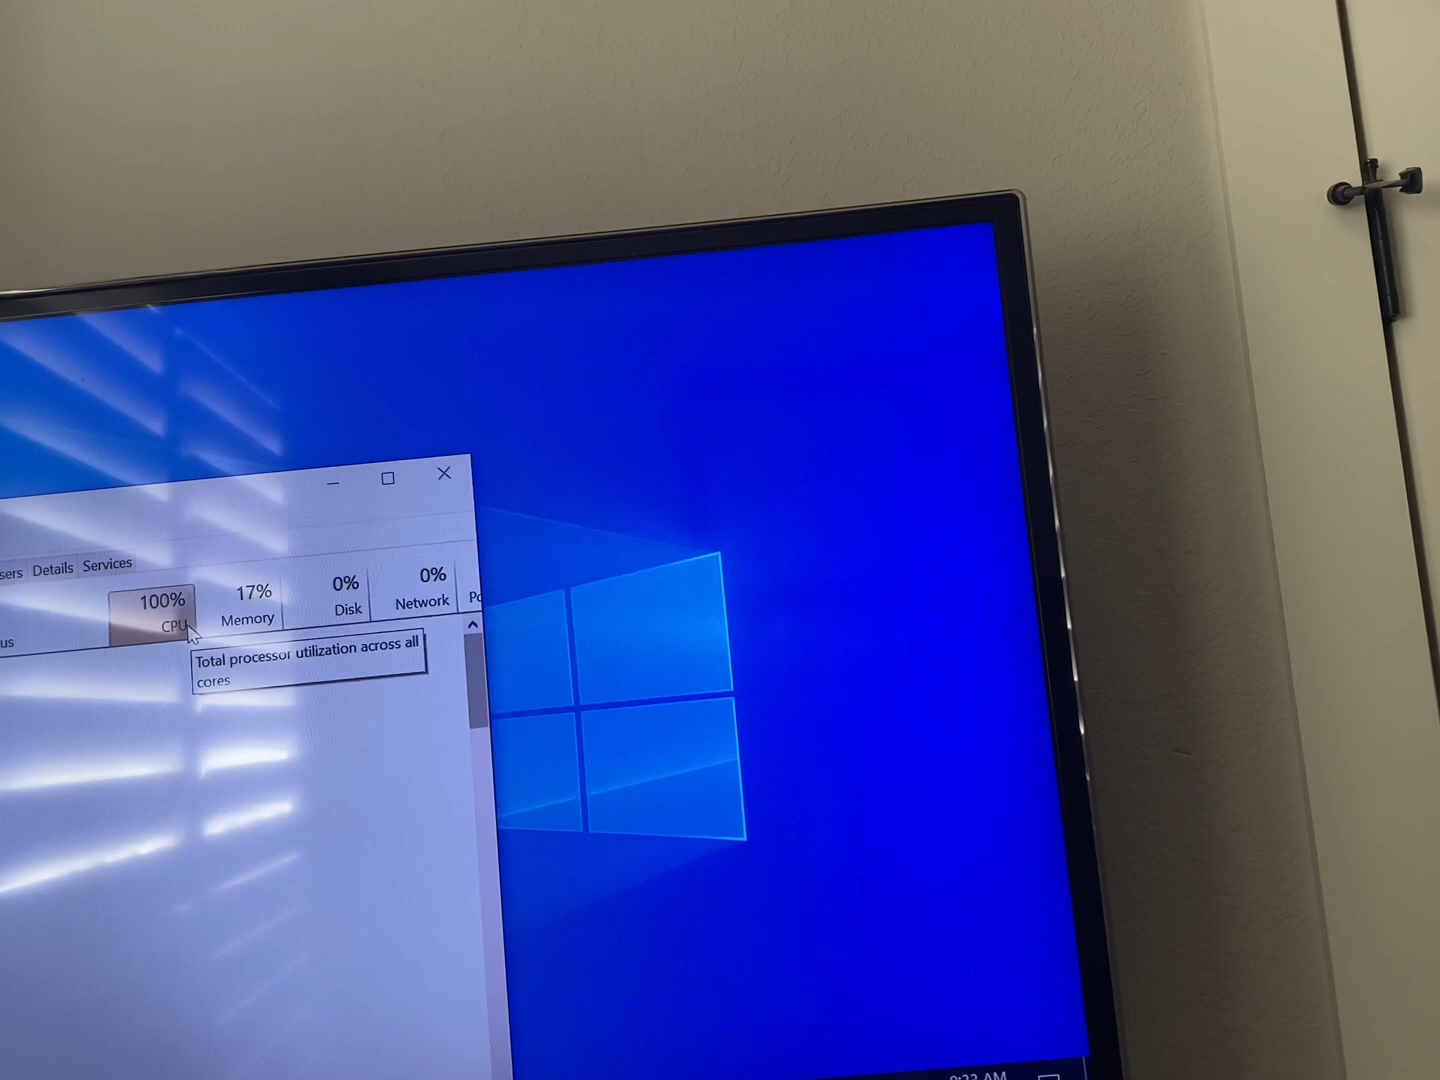 Details Services
100% 17% 0% 0%
CPU Memory Disk Network
Total processor utilization across all
cores